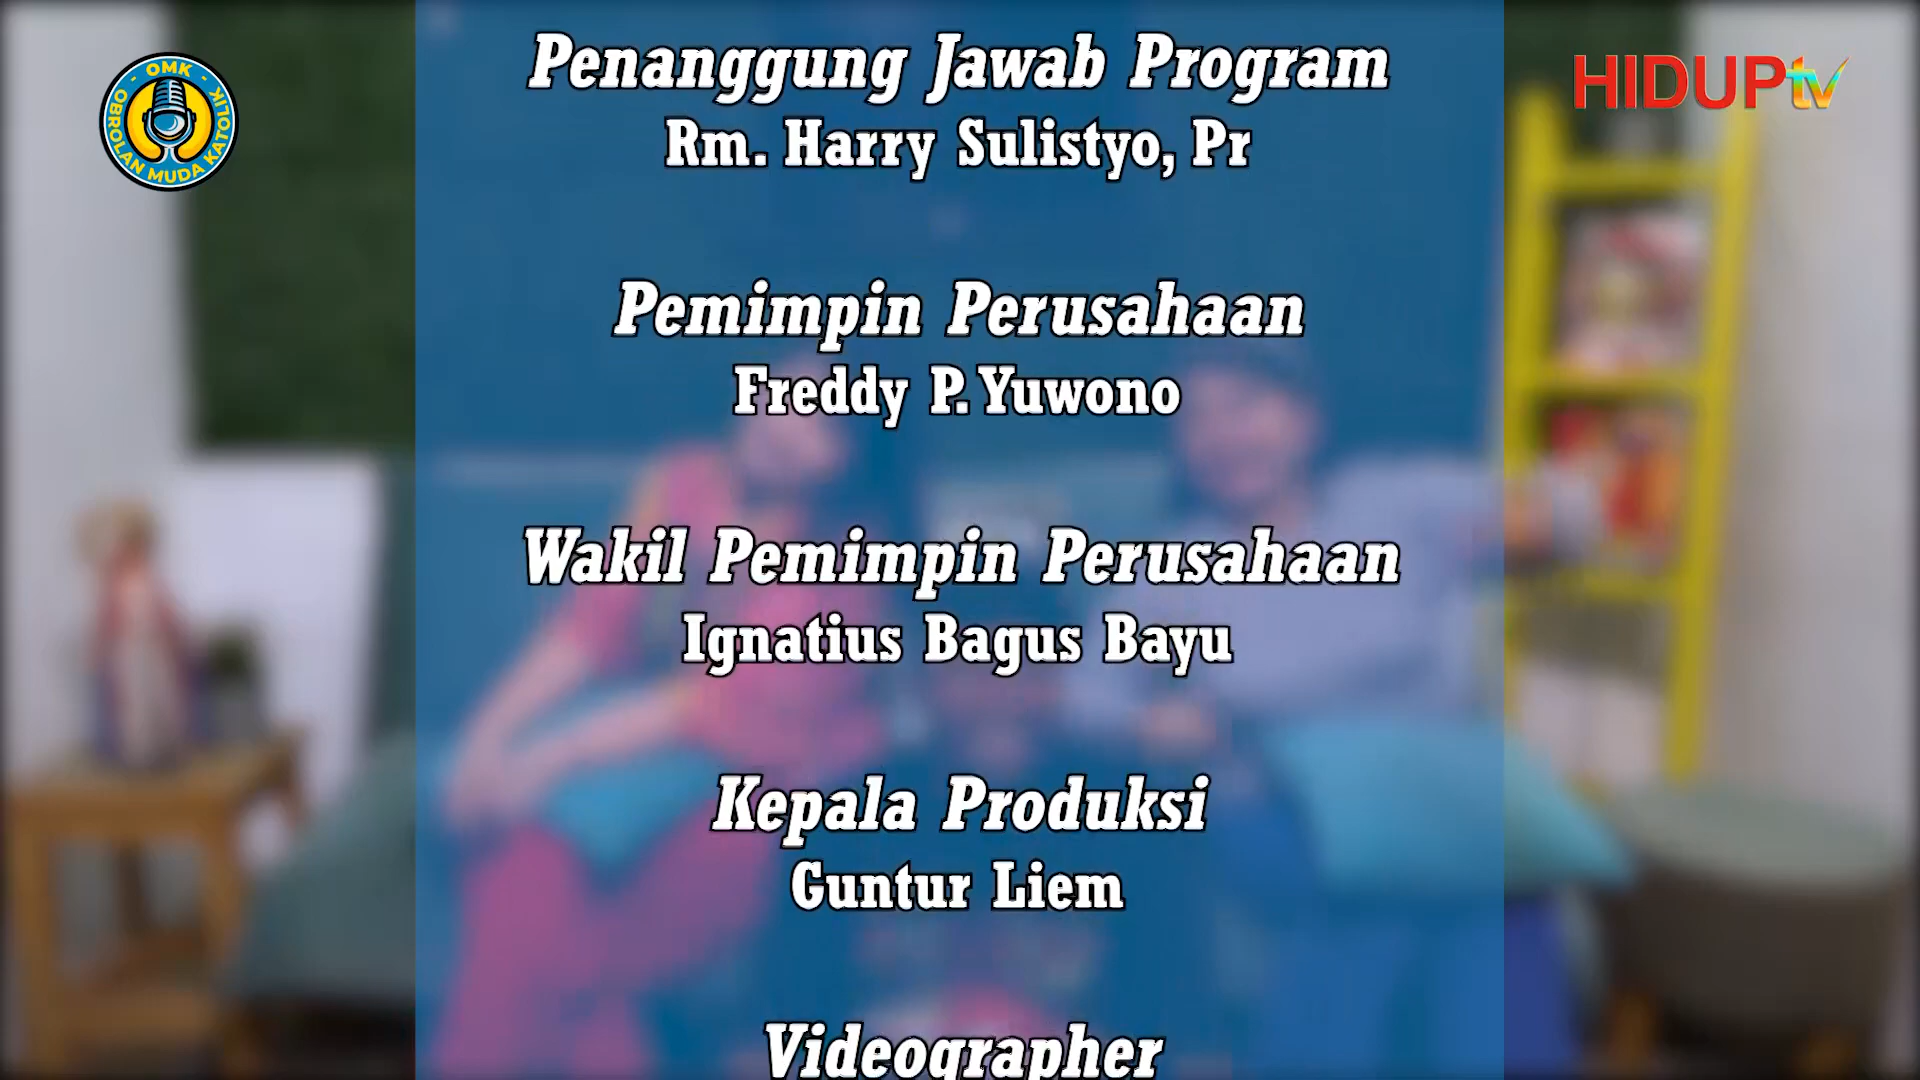 OMK
OBROLAN MUDA KATOLIK
HIDUPtv
Penanggung Jawab Program
Rm. Harry Sulistyo, Pr
Pemimpin Perusahaan
Freddy P. Yuwono
Wakil Pemimpin Perusahaan
Ignatius Bagus Bayu
Kepala Produksi
Guntur Liem
Videographer